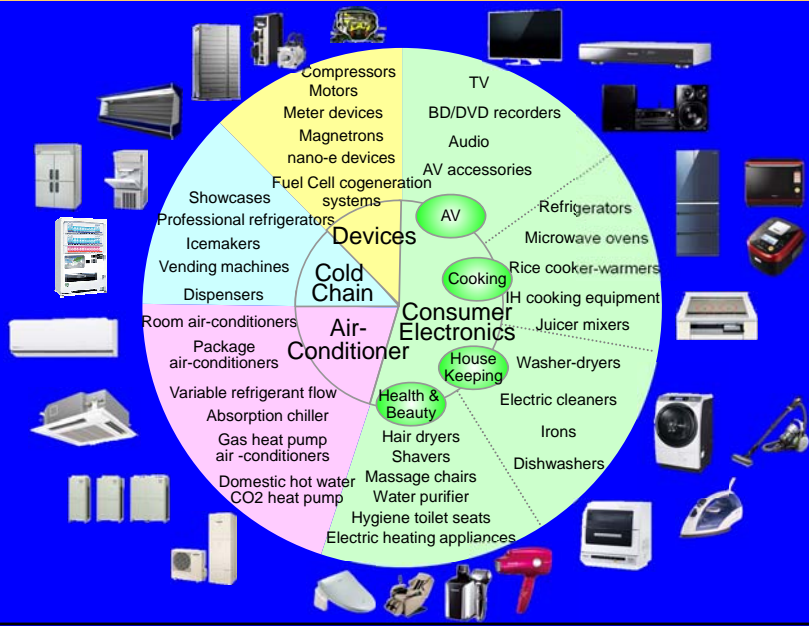 Compressors
Motors
Meter devices
Magnetrons
nano-e devices
Fuel Cell cogeneration
systems
Devices
TV
BD/DVD recorders
Audio
AV accessories
AV
Refrigerators
Microwave ovens
Rice cooker-warmers
IH cooking equipment
Juicer mixers
Cooking
Consumer
Electronics
House
Keeping
Washer-dryers
Electric cleaners
Irons
Dishwashers
Health &
Beauty
Hair dryers
Shavers
Massage chairs
Water purifier
Hygiene toilet seats
Electric heating appliances
Showcases
Professional refrigerators
Icemakers
Vending machines
Dispensers
Cold
Chain
Room air-conditioners
Package
air-conditioners
Variable refrigerant flow
Absorption chiller
Gas heat pump
air -conditioners
Domestic hot water
CO2 heat pump
Air-
Conditioner